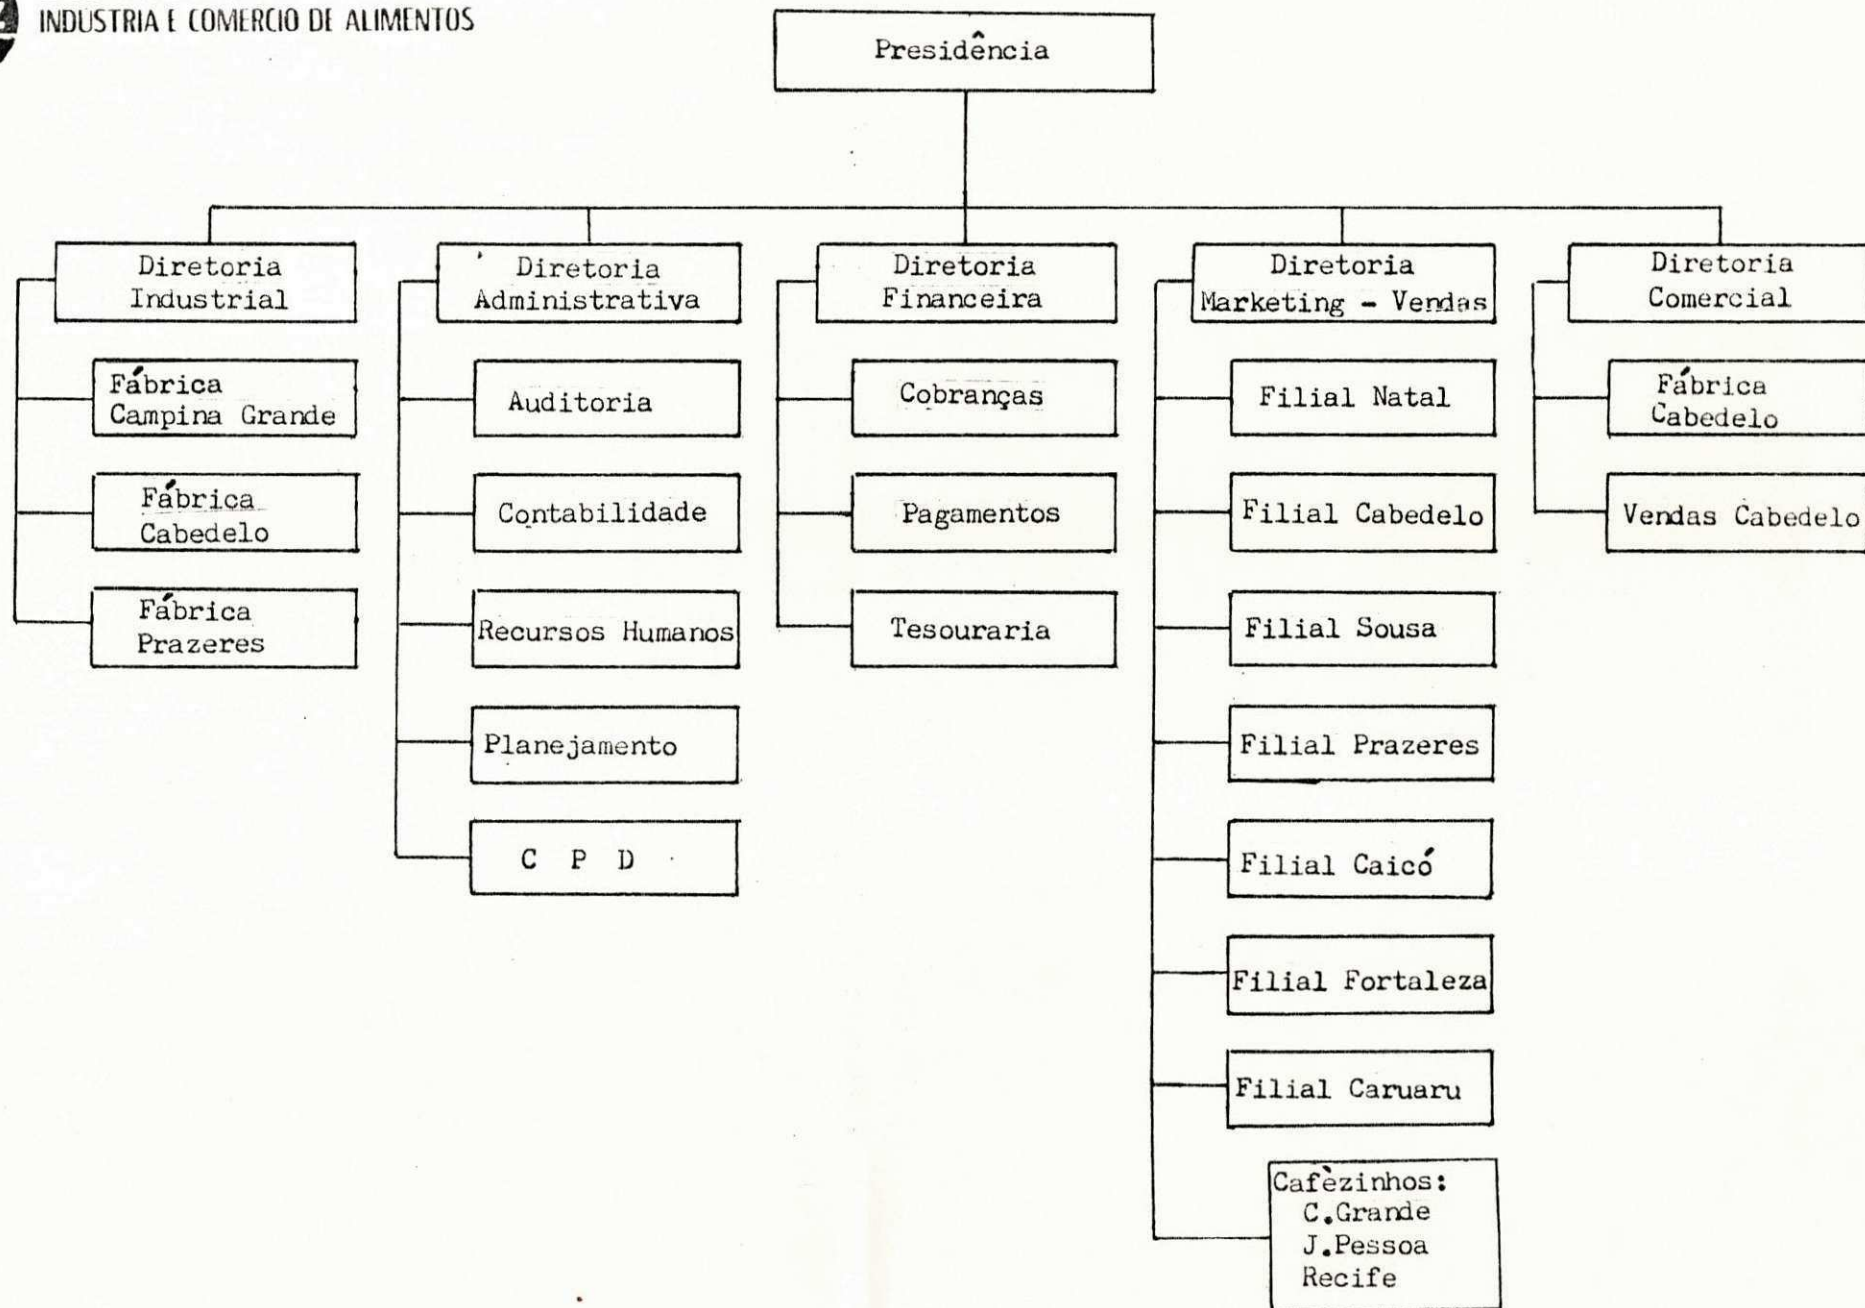 INDUSTRIA E COMERCIO DE ALIMENTOS
Presidência
Diretoria
Industrial
Fábrica
Campina Grande
Fábrica
Cabedelo
Fábrica
Prazeres
Diretoria
Administrativa
Auditoria
Contabilidade
Recursos Humanos
Planejamento
C P D
Diretoria
Financeira
Cobranças
Pagamentos
Tesouraria
Diretoria
Marketing - Vendas
Filial Natal
Filial Cabedelo
Filial Sousa
Filial Prazeres
Filial Caicó
Filial Fortaleza
Filial Caruaru
Cafèzinhos:
C.Grande
J.Pessoa
Recife
Diretoria
Comercial
Fábrica
Cabedelo
Vendas Cabedelo